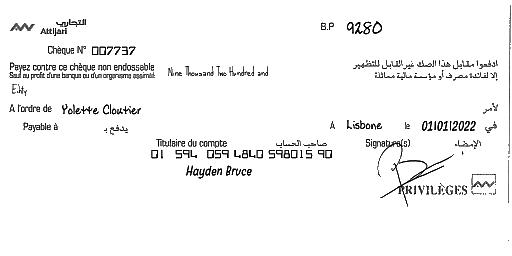 التجاري
Attijari
B.P 9280
Chèque N° 007737
Payez contre ce chèque non endossable
Sauf au profit d'une banque ou d'un organisme assimilé
Nine Thousand Two Hundred and
ادفعوا مقابل هذا الصك غير القابل للتظهير
إلا لفائدة مصرف أو مؤسسة مالية مماثلة
Eihty
A l'ordre de Yolette Cloutier لأمر
Payable à يدفع بـ A Lisbone le 01/01/2022 في
Titulaire du compte صاحب الحساب Signature(s) الإمضاء
01 594 059 4840 598015 90
Hayden Bruce
PRIVILÈGES